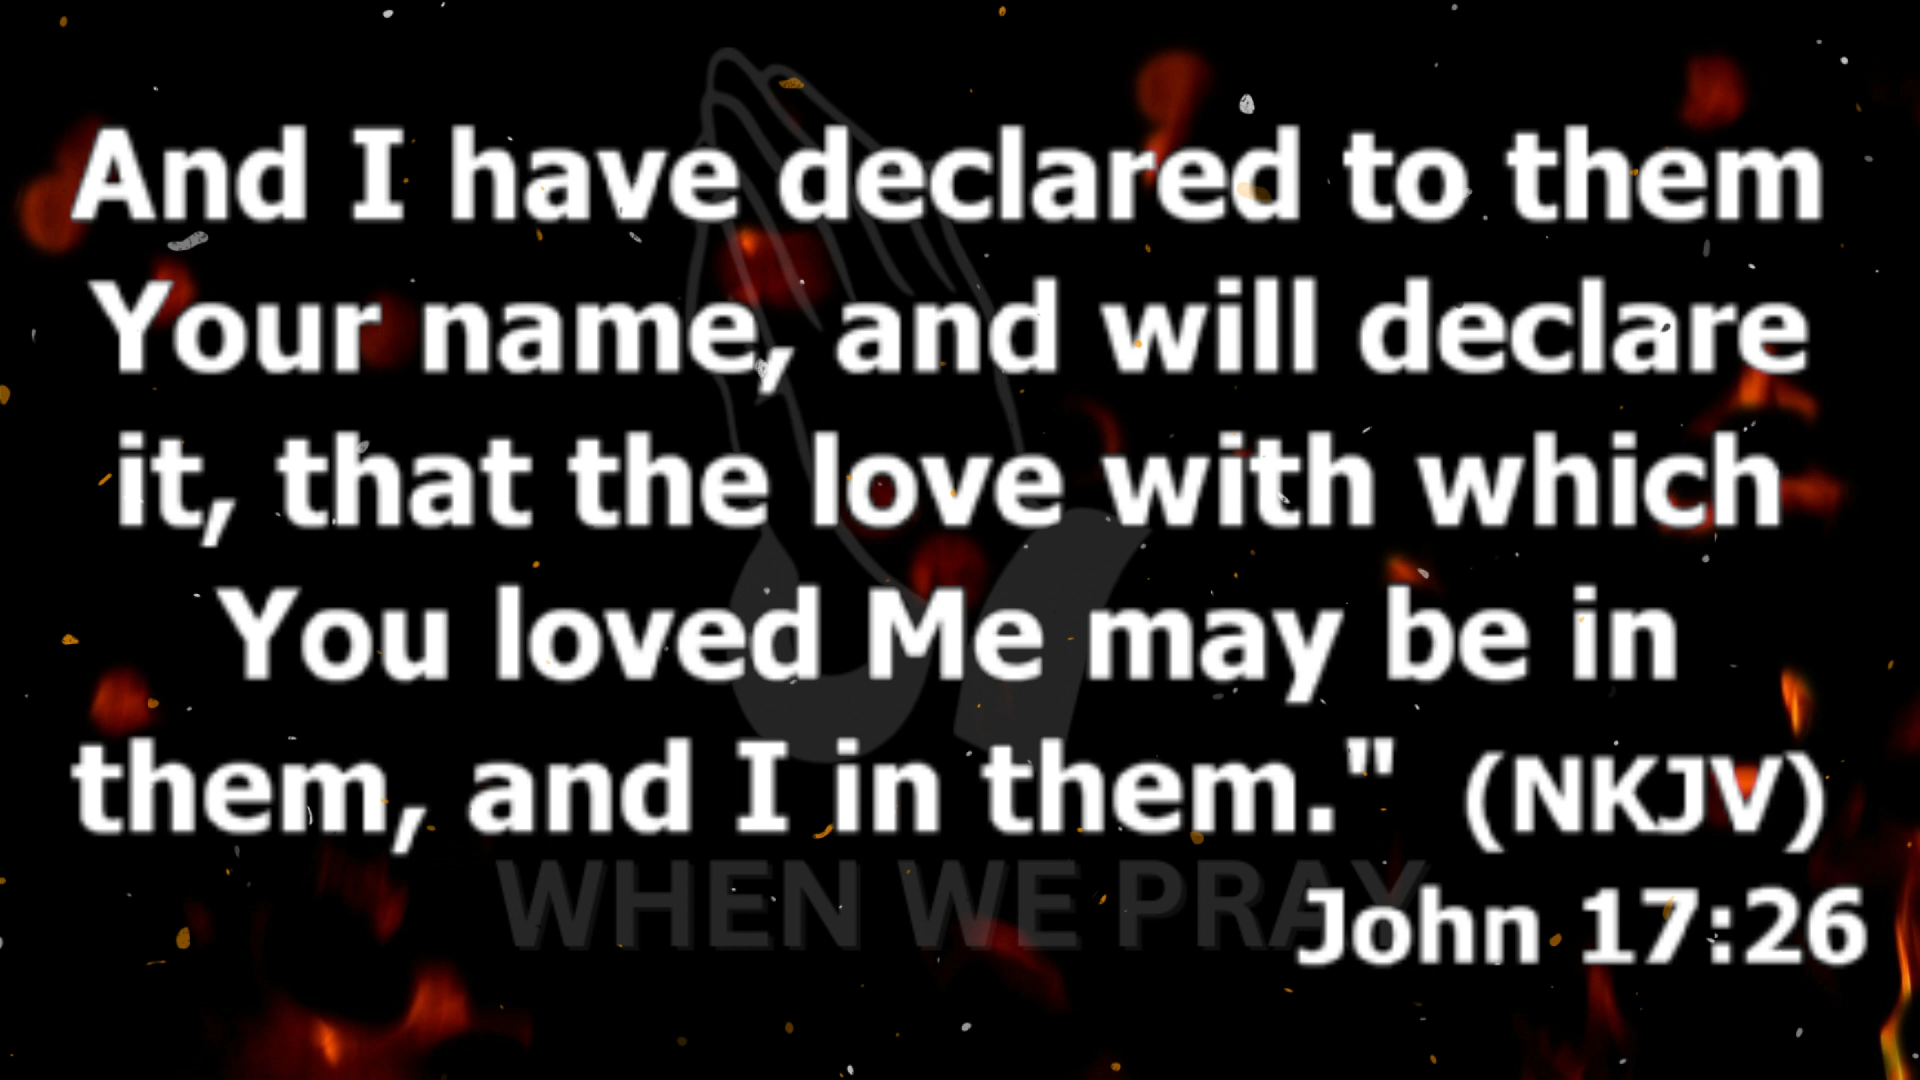 And I have declared to them
Your name, and will declare
it, that the love with which
You loved Me may be in
them, and I in them." (NKJV)
WHEN WE PRAY
John 17:26